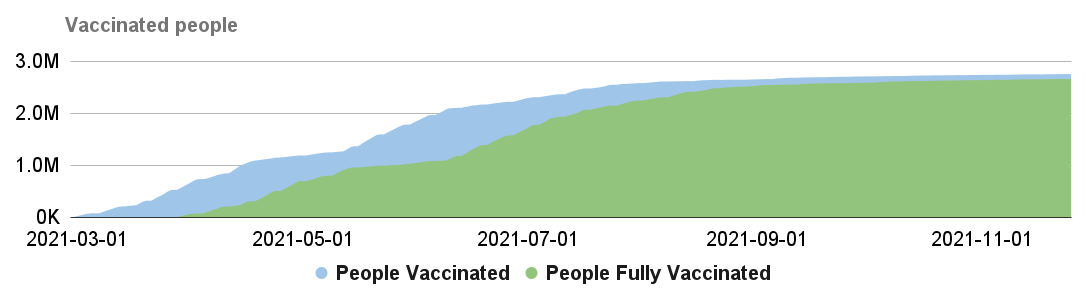 Vaccinated people
3.0M
2.0M
1.0M
0K
2021-03-01 2021-05-01 2021-07-01 2021-09-01 2021-11-01
People Vaccinated People Fully Vaccinated